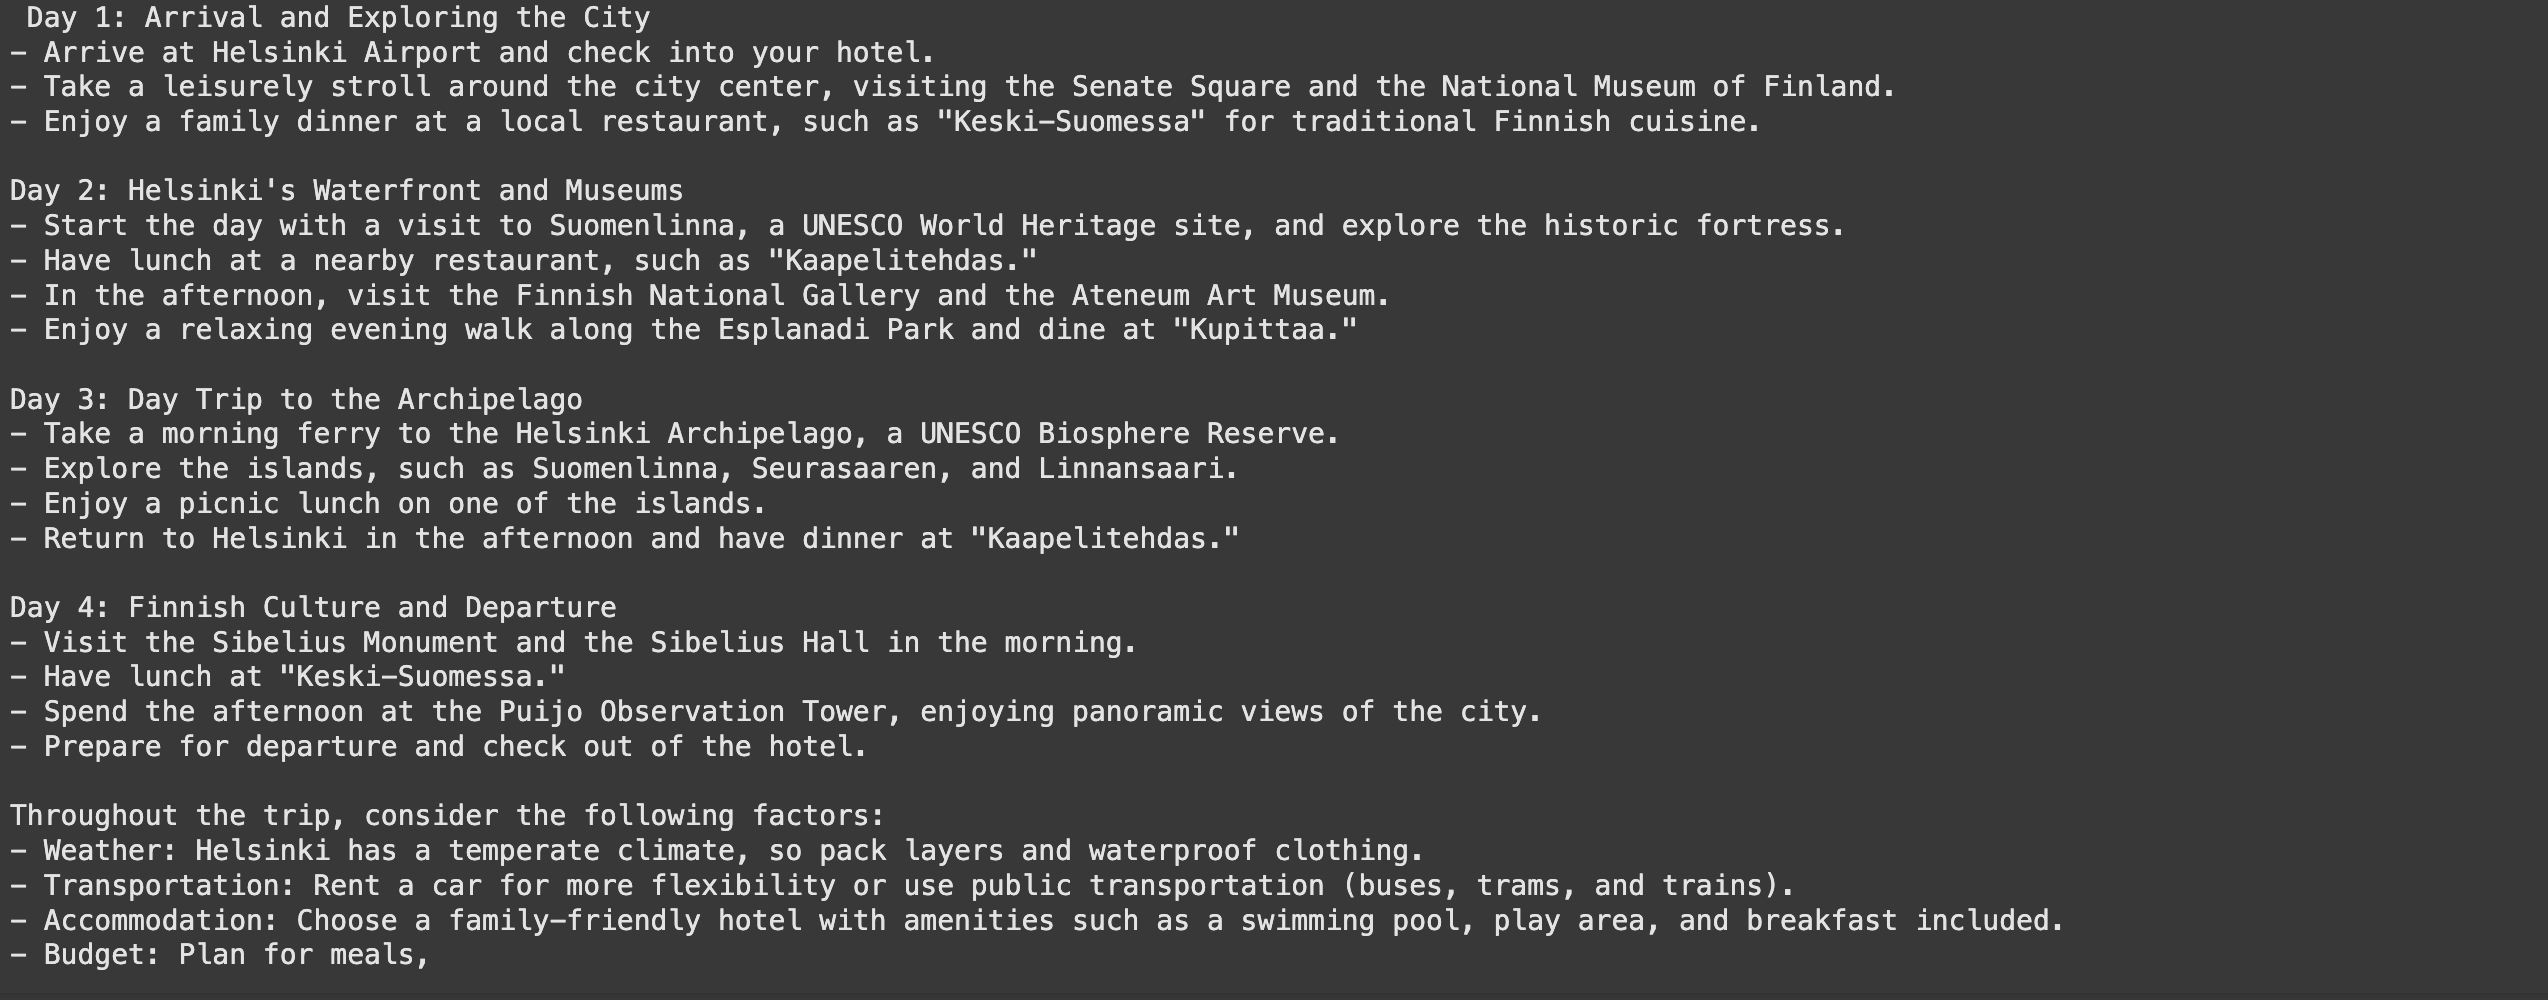 Day 1: Arrival and Exploring the City
- Arrive at Helsinki Airport and check into your hotel.
- Take a leisurely stroll around the city center, visiting the Senate Square and the National Museum of Finland.
- Enjoy a family dinner at a local restaurant, such as "Keski-Suomessa" for traditional Finnish cuisine.

Day 2: Helsinki's Waterfront and Museums
- Start the day with a visit to Suomenlinna, a UNESCO World Heritage site, and explore the historic fortress.
- Have lunch at a nearby restaurant, such as "Kaapelitehdas."
- In the afternoon, visit the Finnish National Gallery and the Ateneum Art Museum.
- Enjoy a relaxing evening walk along the Esplanadi Park and dine at "Kupittaa."

Day 3: Day Trip to the Archipelago
- Take a morning ferry to the Helsinki Archipelago, a UNESCO Biosphere Reserve.
- Explore the islands, such as Suomenlinna, Seurasaaren, and Linnansaari.
- Enjoy a picnic lunch on one of the islands.
- Return to Helsinki in the afternoon and have dinner at "Kaapelitehdas."

Day 4: Finnish Culture and Departure
- Visit the Sibelius Monument and the Sibelius Hall in the morning.
- Have lunch at "Keski-Suomessa."
- Spend the afternoon at the Puijo Observation Tower, enjoying panoramic views of the city.
- Prepare for departure and check out of the hotel.

Throughout the trip, consider the following factors:
- Weather: Helsinki has a temperate climate, so pack layers and waterproof clothing.
- Transportation: Rent a car for more flexibility or use public transportation (buses, trams, and trains).
- Accommodation: Choose a family-friendly hotel with amenities such as a swimming pool, play area, and breakfast included.
- Budget: Plan for meals,